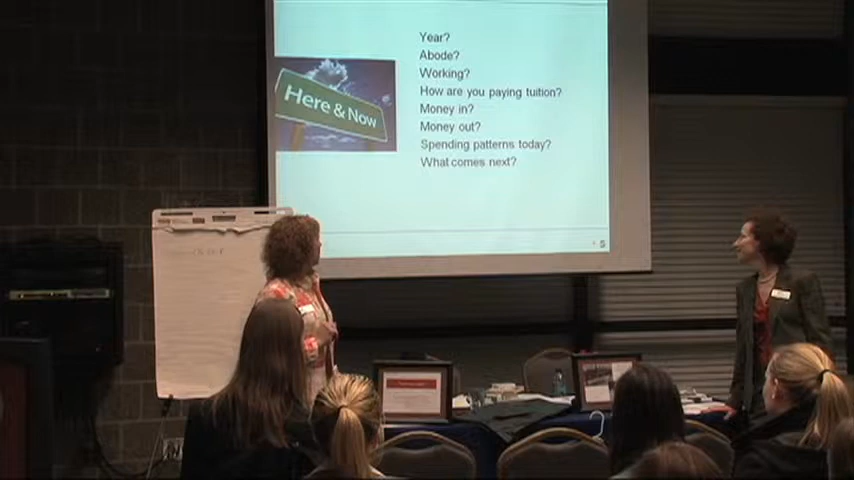 Year?
Abode?
Working?
How are you paying tuition?
Money in?
Money out?
Spending patterns today?
What comes next?
Here & Now
5